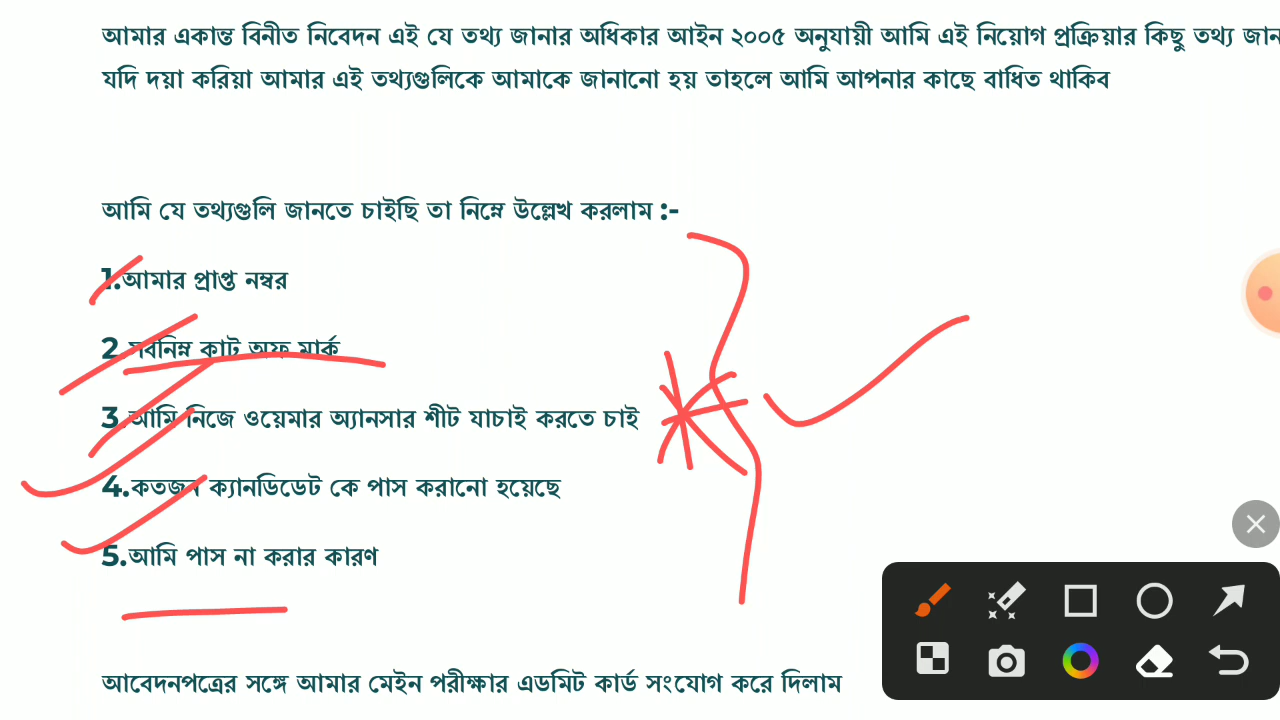 আমার একান্ত বিনীত নিবেদন এই যে তথ্য জানার অধিকার আইন ২০০৫ অনুযায়ী আমি এই নিয়োগ প্রক্রিয়ার কিছু তথ্য জান
যদি দয়া করিয়া আমার এই তথ্যগুলিকে আমাকে জানানো হয় তাহলে আমি আপনার কাছে বাধিত থাকিব
আমি যে তথ্যগুলি জানতে চাইছি তা নিম্নে উল্লেখ করলাম :-
1.আমার প্রাপ্ত নম্বর
2.সর্বনিম্ন কাট অফ মার্ক
3.আমি নিজে ওয়েমার অ্যানসার শীট যাচাই করতে চাই
4.কতজন ক্যানডিডেট কে পাস করানো হয়েছে
5.আমি পাস না করার কারণ
আবেদনপত্রের সঙ্গে আমার মেইন পরীক্ষার এডমিট কার্ড সংযোগ করে দিলাম